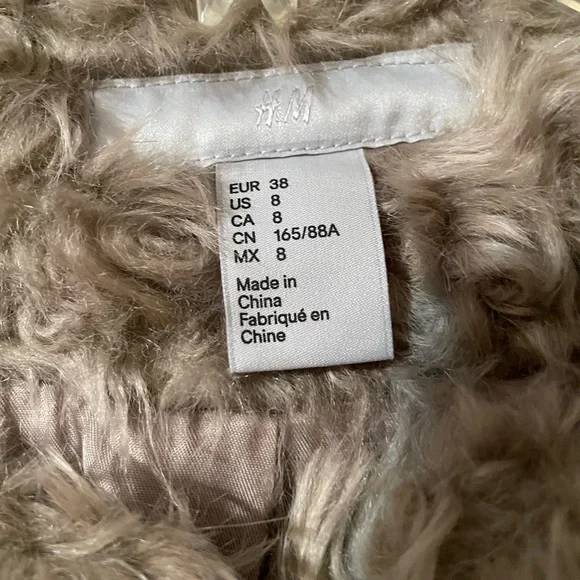 H&M
EUR 38
US 8
CA 8
CN 165/88A
MX 8
Made in
China
Fabriqué en
Chine